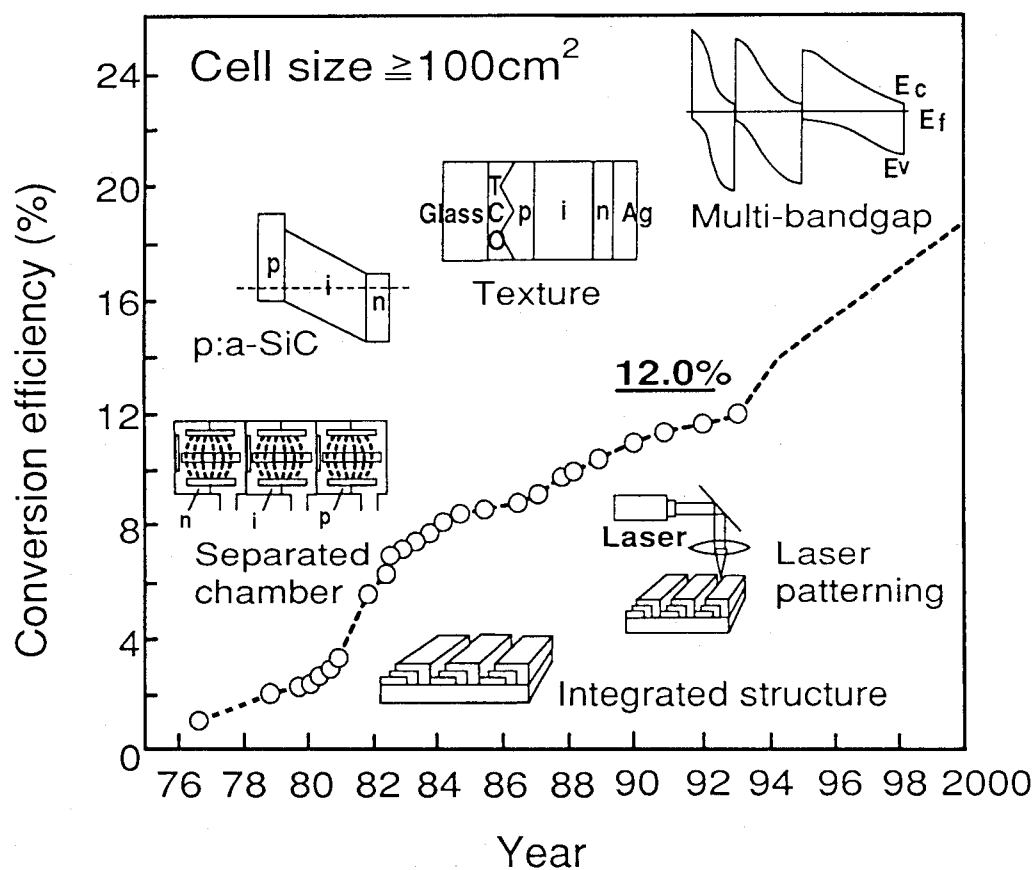 Cell size ≧100cm²
24
20
16
12
8
4
0
Conversion efficiency (%)
Ec
Ef
Ev
Multi-bandgap
Glass
T
C
O
p
i
n
Ag
Texture
p
i
n
p:a-SiC
12.0%
n
i
p
Separated
chamber
Laser
Laser
patterning
Integrated structure
76 78 80 82 84 86 88 90 92 94 96 98 2000
Year